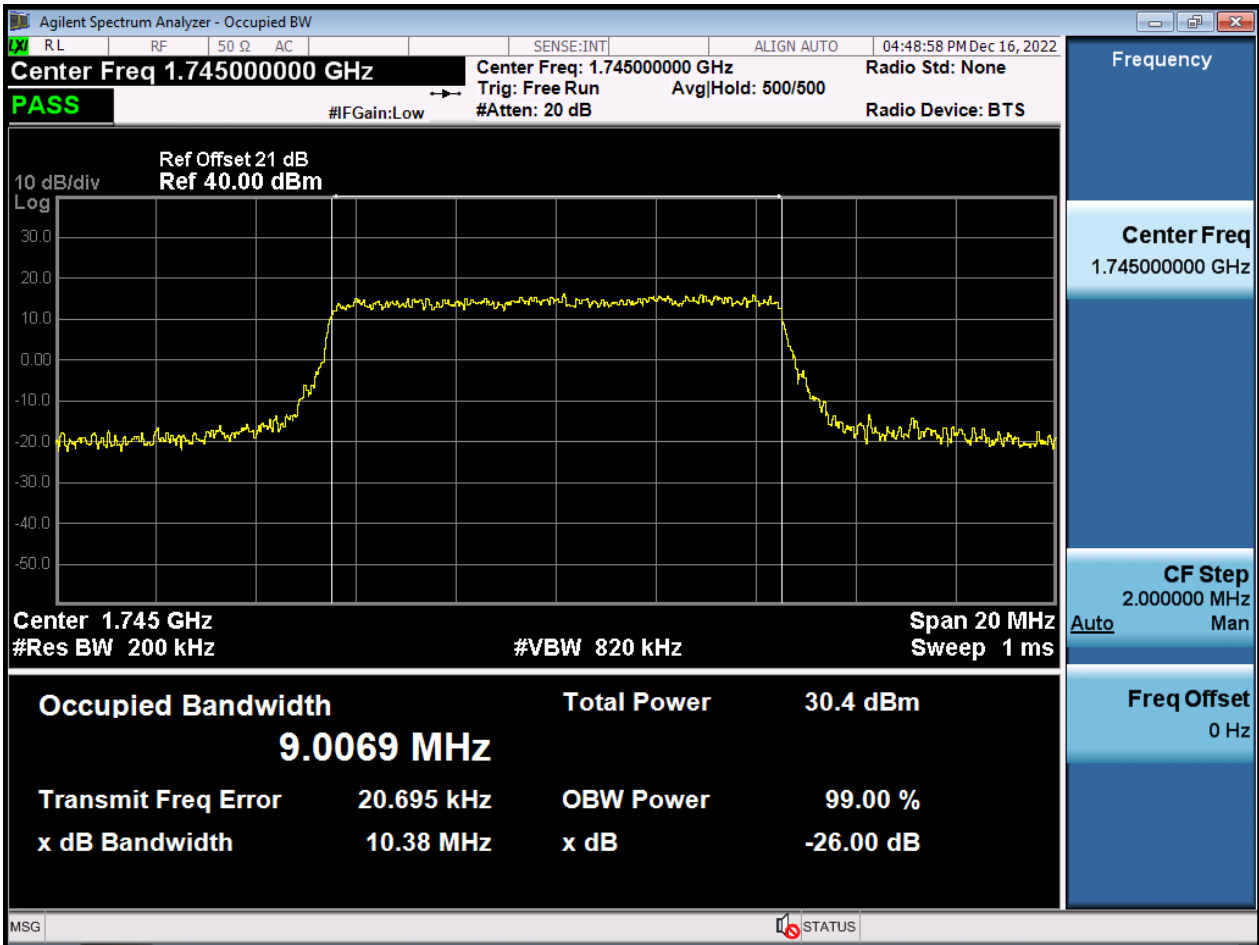 Agilent Spectrum Analyzer - Occupied BW
LXI RL RF 50 Ω AC SENSE:INT ALIGN AUTO 04:48:58 PM Dec 16, 2022
Center Freq 1.745000000 GHz
PASS
#IFGain:Low
Center Freq: 1.745000000 GHz
Trig: Free Run Avg|Hold: 500/500
#Atten: 20 dB
Radio Std: None
Radio Device: BTS
Ref Offset 21 dB
10 dB/div Ref 40.00 dBm
Log
30.0
20.0
10.0
0.00
-10.0
-20.0
-30.0
-40.0
-50.0
Center 1.745 GHz Span 20 MHz
#Res BW 200 kHz #VBW 820 kHz Sweep 1 ms
Occupied Bandwidth Total Power 30.4 dBm
9.0069 MHz
Transmit Freq Error 20.695 kHz OBW Power 99.00 %
x dB Bandwidth 10.38 MHz x dB -26.00 dB
Frequency
Center Freq
1.745000000 GHz
CF Step
2.000000 MHz
Auto Man
Freq Offset
0 Hz
MSG STATUS